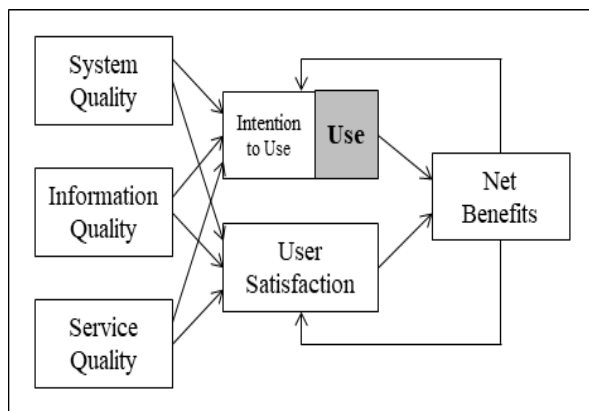 System
Quality
Intention
to Use
Use
Information
Quality
Net
Benefits
User
Satisfaction
Service
Quality